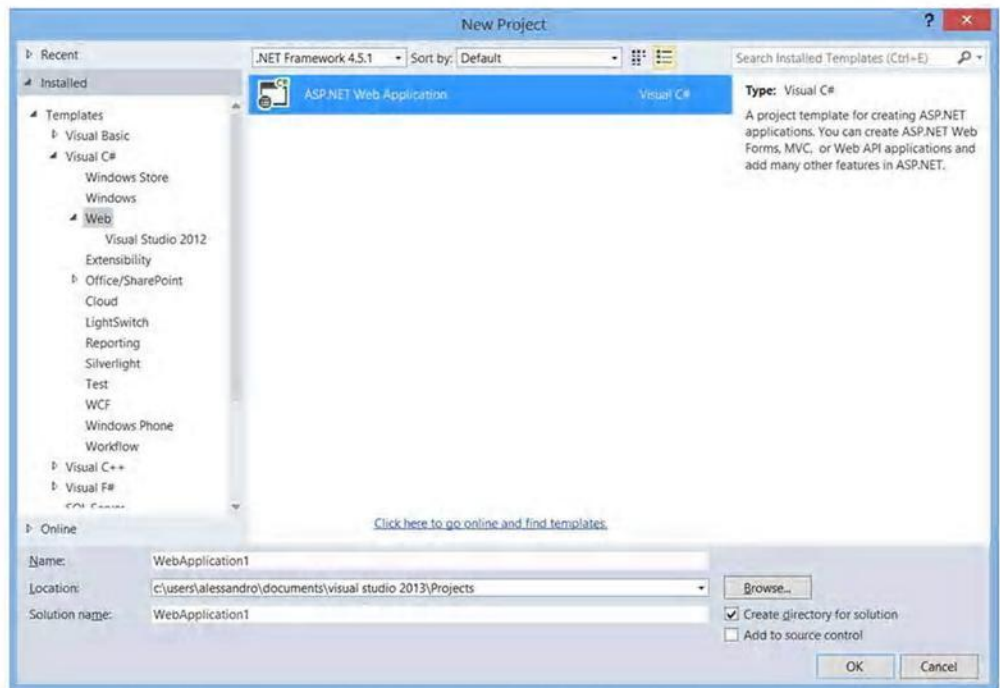 New Project
?
Recent
.NET Framework 4.5.1
Sort by: Default
Search Installed Templates (Ctrl+E)
Installed
Templates
Visual Basic
Visual C#
Windows Store
Windows
Web
Visual Studio 2012
Extensibility
Office/SharePoint
Cloud
LightSwitch
Reporting
Silverlight
Test
WCF
Windows Phone
Workflow
Visual C++
Visual F#
SQL Server
Online
ASP.NET Web Application Visual C#
Type: Visual C#
A project template for creating ASP.NET
applications. You can create ASP.NET Web
Forms, MVC, or Web API applications and
add many other features in ASP.NET.
Click here to go online and find templates.
Name: WebApplication1
Location: c:\users\alessandro\documents\visual studio 2013\Projects
Browse...
Solution name: WebApplication1
Create directory for solution
Add to source control
OK Cancel